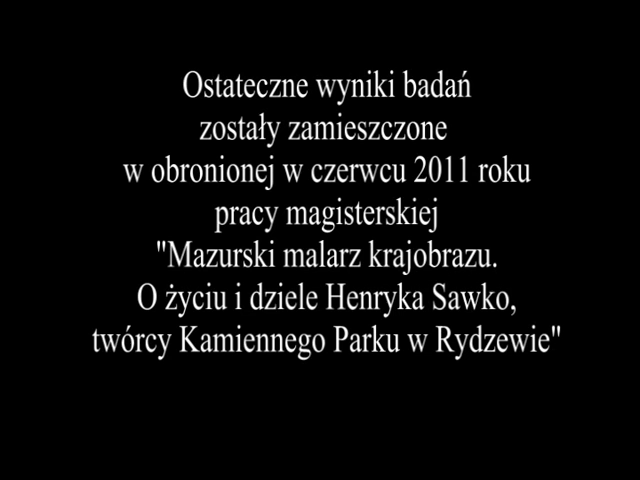 Ostateczne wyniki badań
zostały zamieszczone
w obronionej w czerwcu 2011 roku
pracy magisterskiej
"Mazurski malarz krajobrazu.
O życiu i dziele Henryka Sawko,
twórcy Kamiennego Parku w Rydzewie"